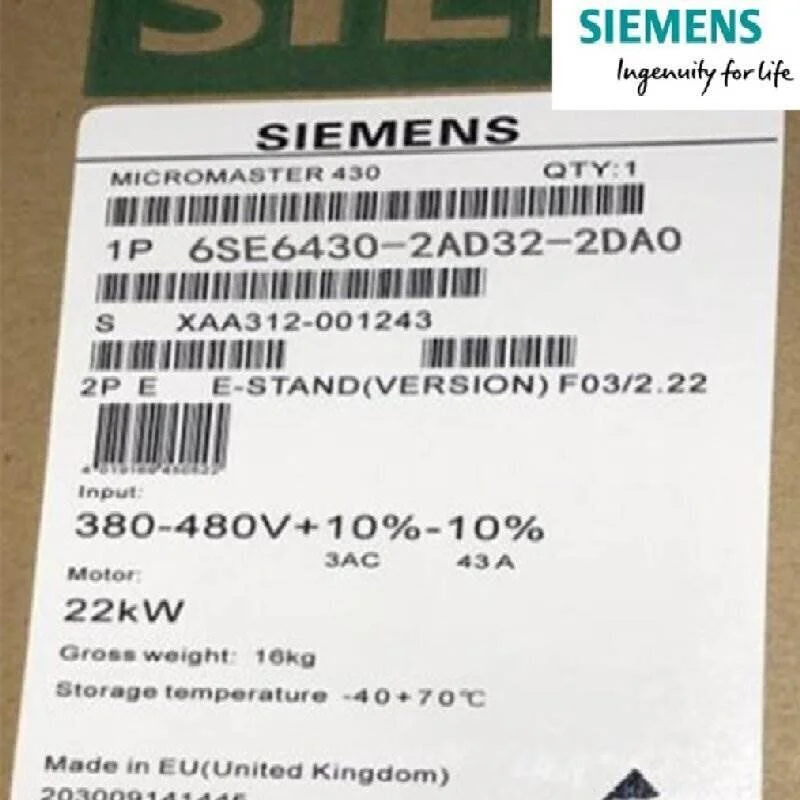 SIE
SIEMENS
Ingenuity for life
SIEMENS
MICROMASTER 430 QTY:1
1P 6SE6430-2AD32-2DA0
S XAA312-001243
2P E E-STAND(VERSION) F03/2.22
Input:
380-480V+10%-10%
3AC 43A
Motor:
22kW
Gross weight: 16kg
Storage temperature -40+70℃
Made in EU(United Kingdom)